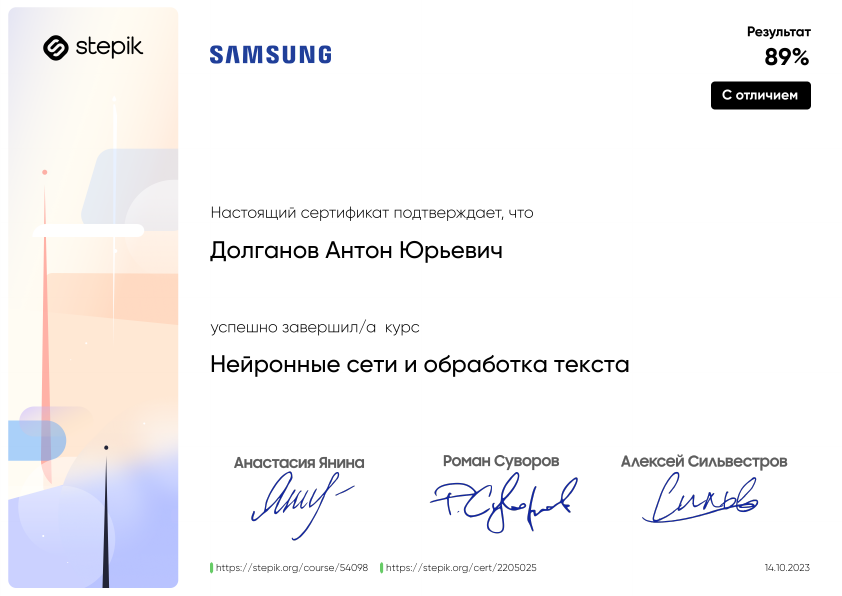 stepik
SAMSUNG
Результат
89%
С отличием
Настоящий сертификат подтверждает, что
Долганов Антон Юрьевич
успешно завершил/а курс
Нейронные сети и обработка текста
Анастасия Янина
Роман Суворов
Алексей Сильвестров
Р.Суворов
https://stepik.org/course/54098
https://stepik.org/cert/2205025
14.10.2023